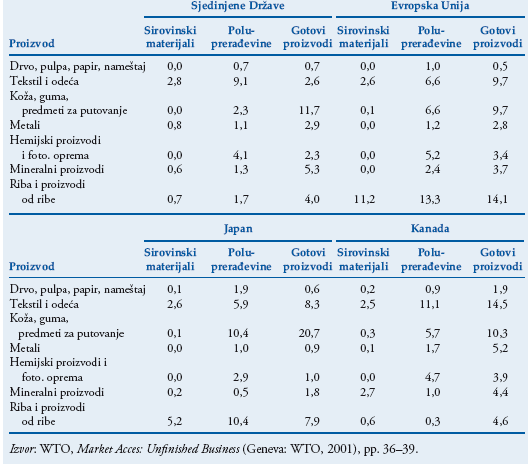 Sjedinjene Države Evropska Unija
Proizvod Sirovinski materijali Polu-prerađevine Gotovi proizvodi Sirovinski materijali Polu-prerađevine Gotovi proizvodi
Drvo, pulpa, papir, nameštaj 0,0 0,7 0,7 0,0 1,0 0,5
Tekstil i odeća 2,8 9,1 2,6 2,6 6,6 9,7
Koža, guma,
predmeti za putovanje 0,0 2,3 11,7 0,1 6,6 9,7
Metali 0,8 1,1 2,9 0,0 1,2 2,8
Hemijski proizvodi
i foto. oprema 0,0 4,1 2,3 0,0 5,2 3,4
Mineralni proizvodi 0,6 1,3 5,3 0,0 2,4 3,7
Riba i proizvodi
od ribe 0,7 1,7 4,0 11,2 13,3 14,1
Japan Kanada
Proizvod Sirovinski materijali Polu-prerađevine Gotovi proizvodi Sirovinski materijali Polu-prerađevine Gotovi proizvodi
Drvo, pulpa, papir, nameštaj 0,1 1,9 0,6 0,2 0,9 1,9
Tekstil i odeća 2,6 5,9 8,3 2,5 11,1 14,5
Koža, guma,
predmeti za putovanje 0,1 10,4 20,7 0,3 5,7 10,3
Metali 0,0 1,0 0,9 0,1 1,7 5,2
Hemijski proizvodi i
foto. oprema 0,0 2,9 1,0 0,0 4,7 3,9
Mineralni proizvodi 0,2 0,5 1,8 2,7 1,0 4,4
Riba i proizvodi
od ribe 5,2 10,4 7,9 0,6 0,3 4,6
Izvor: WTO, Market Acces: Unfinished Business (Geneva: WTO, 2001), pp. 36–39.